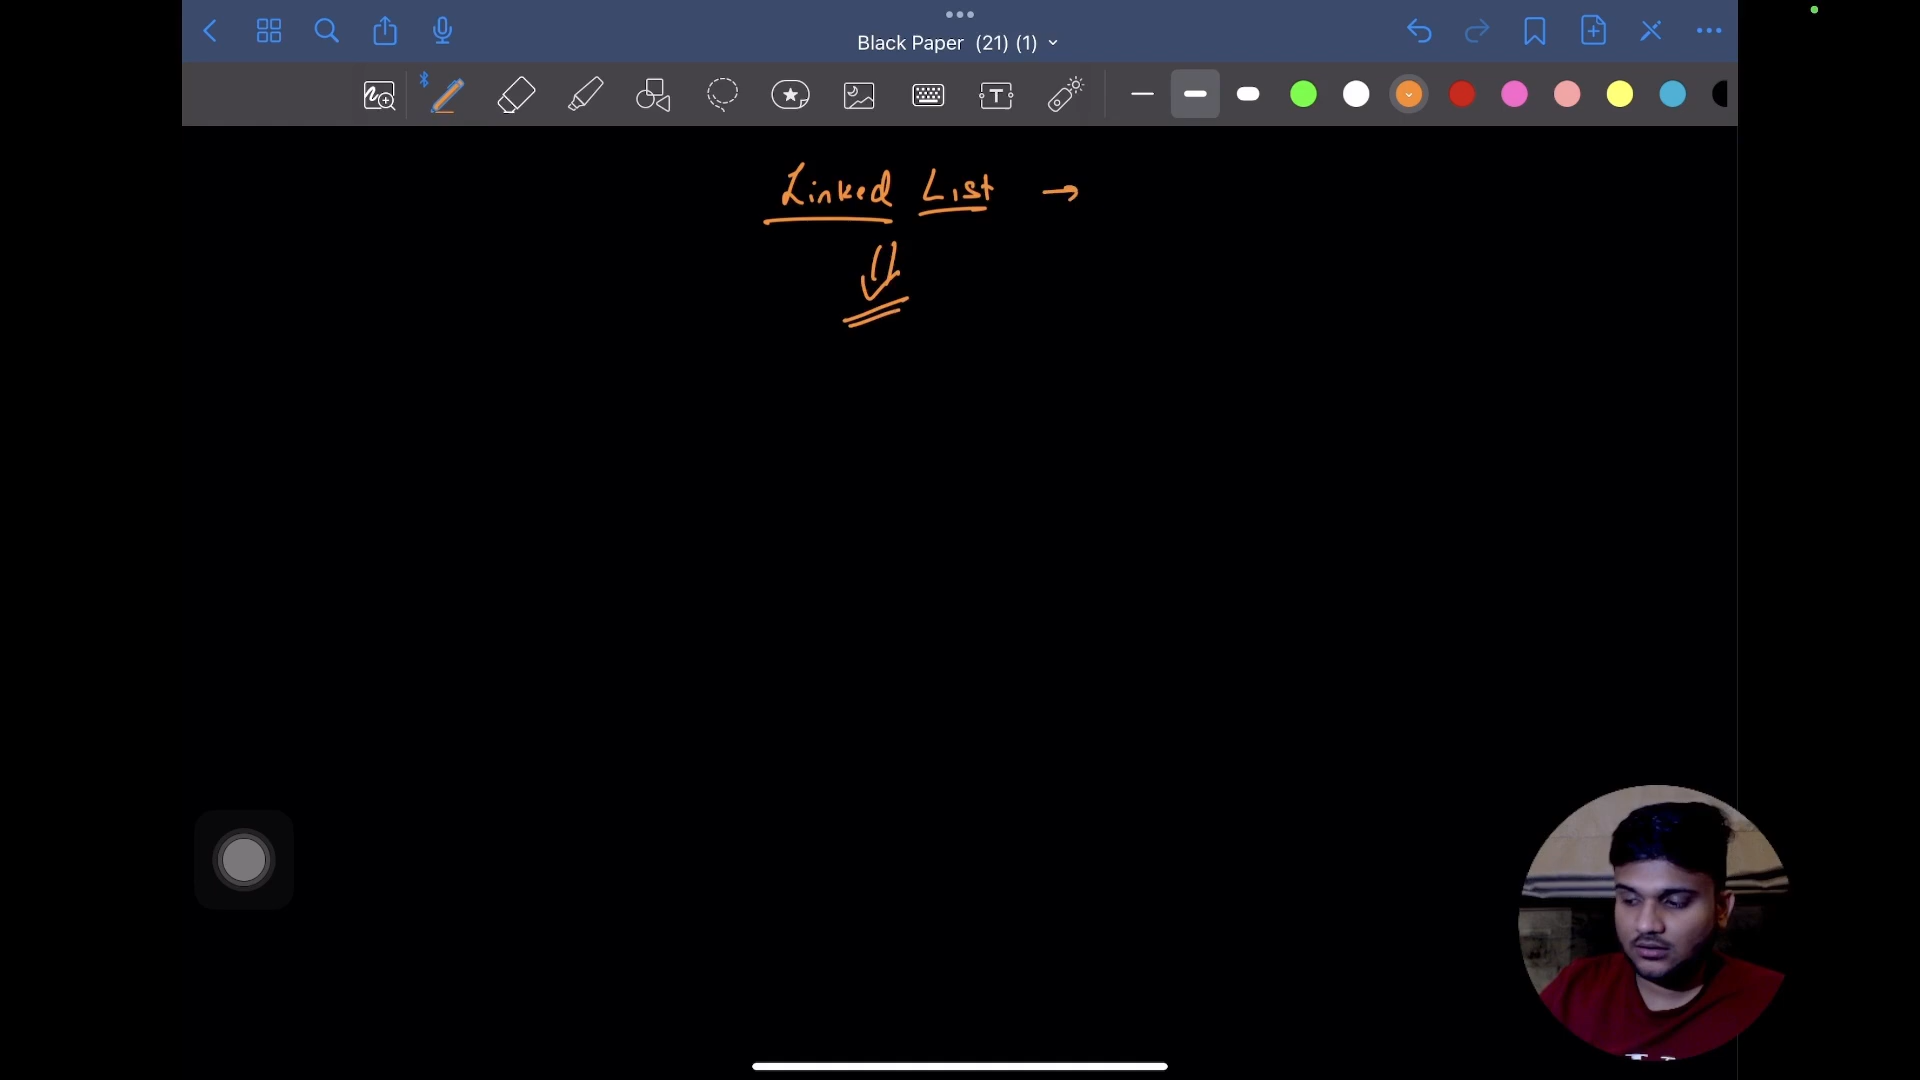 Black Paper (21) (1)
T
Linked List →